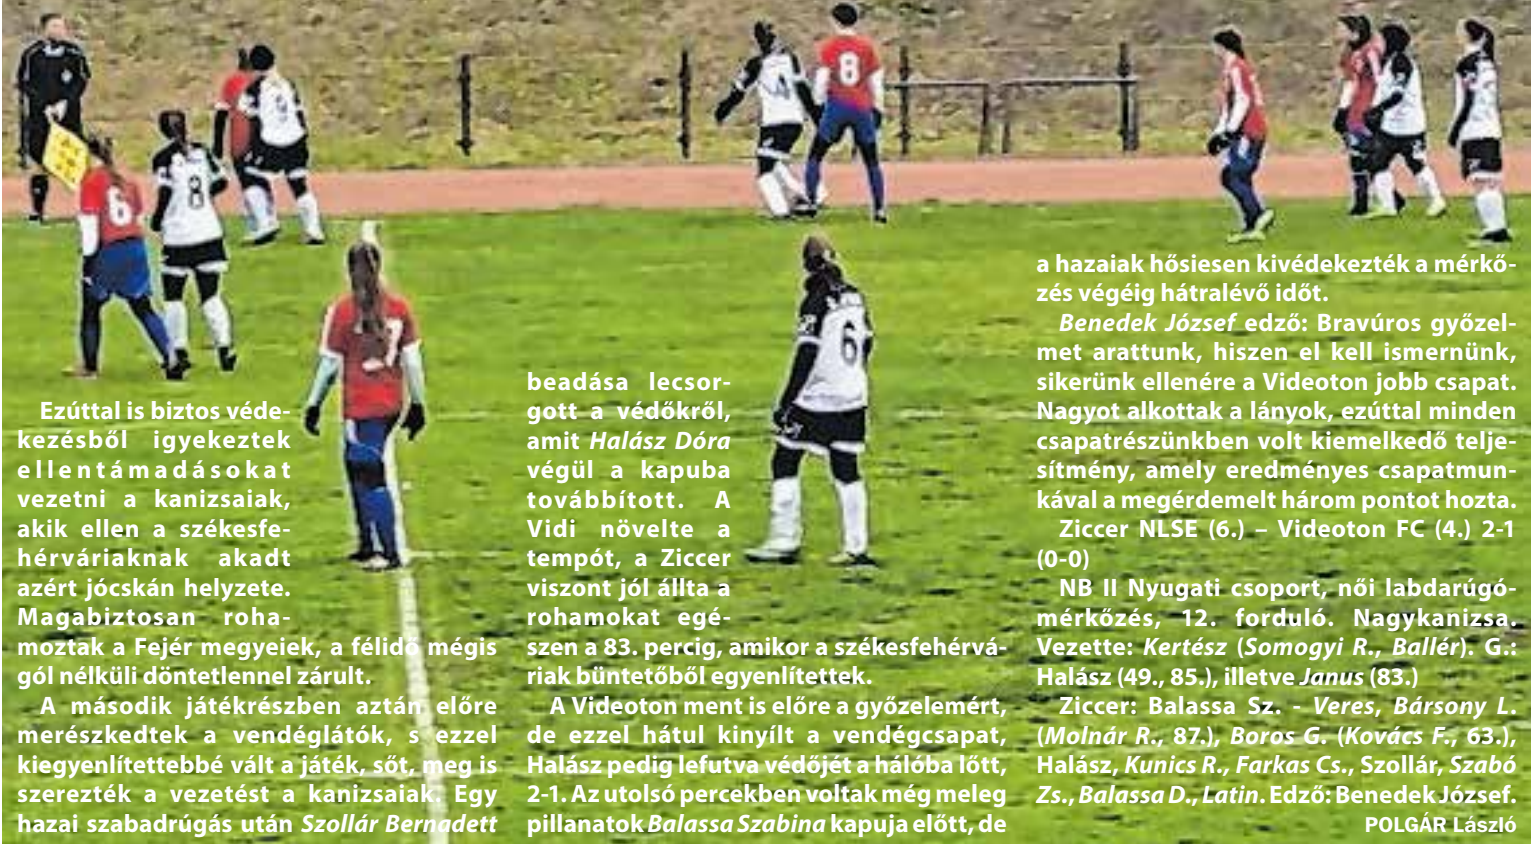 8
4
6
8
6
7
Ezúttal is biztos véde-
kezésből igyekeztek
ellentámadásokat
vezetni a kanizsaiak,
akik ellen a székesfe-
hérváriaknak akadt
azért jócskán helyzete.
Magabiztosan roha-
moztak a Fejér megyeiek, a félidő mégis
gól nélküli döntetlennel zárult.
A második játékrészben aztán előre
merészkedtek a vendéglátók, s ezzel
kiegyenlítettebbé vált a játék, sőt, meg is
szerezték a vezetést a kanizsaiak. Egy
hazai szabadrúgás után Szollár Bernadett
beadása lecsor-
gott a védőkről,
amit Halász Dóra
végül a kapuba
továbbított. A
Vidi növelte a
tempót, a Ziccer
viszont jól állta a
rohamokat egé-
szen a 83. percig, amikor a székesfehérvá-
riak büntetőből egyenlítettek.
A Videoton ment is előre a győzelemért,
de ezzel hátul kinyílt a vendégcsapat,
Halász pedig lefutva védőjét a hálóba lőtt,
2-1. Az utolsó percekben voltak még meleg
pillanatok Balassa Szabina kapuja előtt, de
a hazaiak hősiesen kivédekezték a mérkő-
zés végéig hátralévő időt.
Benedek József edző: Bravúros győzel-
met arattunk, hiszen el kell ismernünk,
sikerünk ellenére a Videoton jobb csapat.
Nagyot alkottak a lányok, ezúttal minden
csapatrészünkben volt kiemelkedő telje-
sítmény, amely eredményes csapatmun-
kával a megérdemelt három pontot hozta.
Ziccer NLSE (6.) – Videoton FC (4.) 2-1
(0-0)
NB II Nyugati csoport, női labdarúgó-
mérkőzés, 12. forduló. Nagykanizsa.
Vezette: Kertész (Somogyi R., Ballér). G.:
Halász (49., 85.), illetve Janus (83.)
Ziccer: Balassa Sz. - Veres, Bársony L.
(Molnár R., 87.), Boros G. (Kovács F., 63.),
Halász, Kunics R., Farkas Cs., Szollár, Szabó
Zs., Balassa D., Latin. Edző: Benedek József.
POLGÁR László